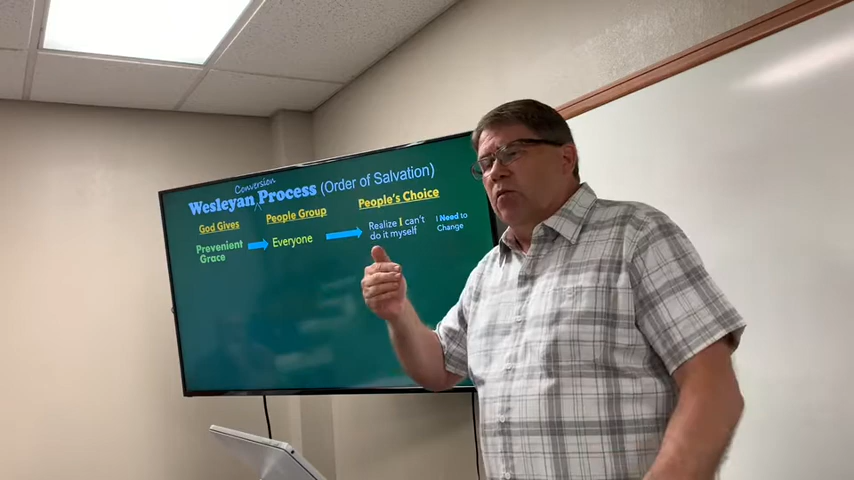 Conversion
Wesleyan ^ Process (Order of Salvation)
God Gives People Group People's Choice
Prevenient Grace
Everyone
Realize I can't
do it myself
I Need to
Change